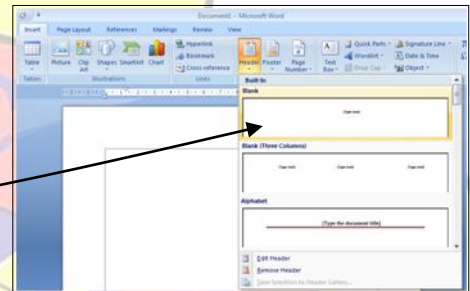 Document1 - Microsoft Word
Insert Page Layout References Mailings Review View
Table Picture Clip Art Shapes SmartArt Chart Hyperlink Bookmark Cross-reference Header Footer Page Number Text Box Quick Parts WordArt Drop Cap Signature Line Date & Time Object
Tables Illustrations Links
Built-In
Blank
[Type text]
Blank (Three Columns)
[Type text] [Type text] [Type text]
Alphabet
[Type the document title]
Edit Header
Remove Header
Save Selection to Header Gallery...